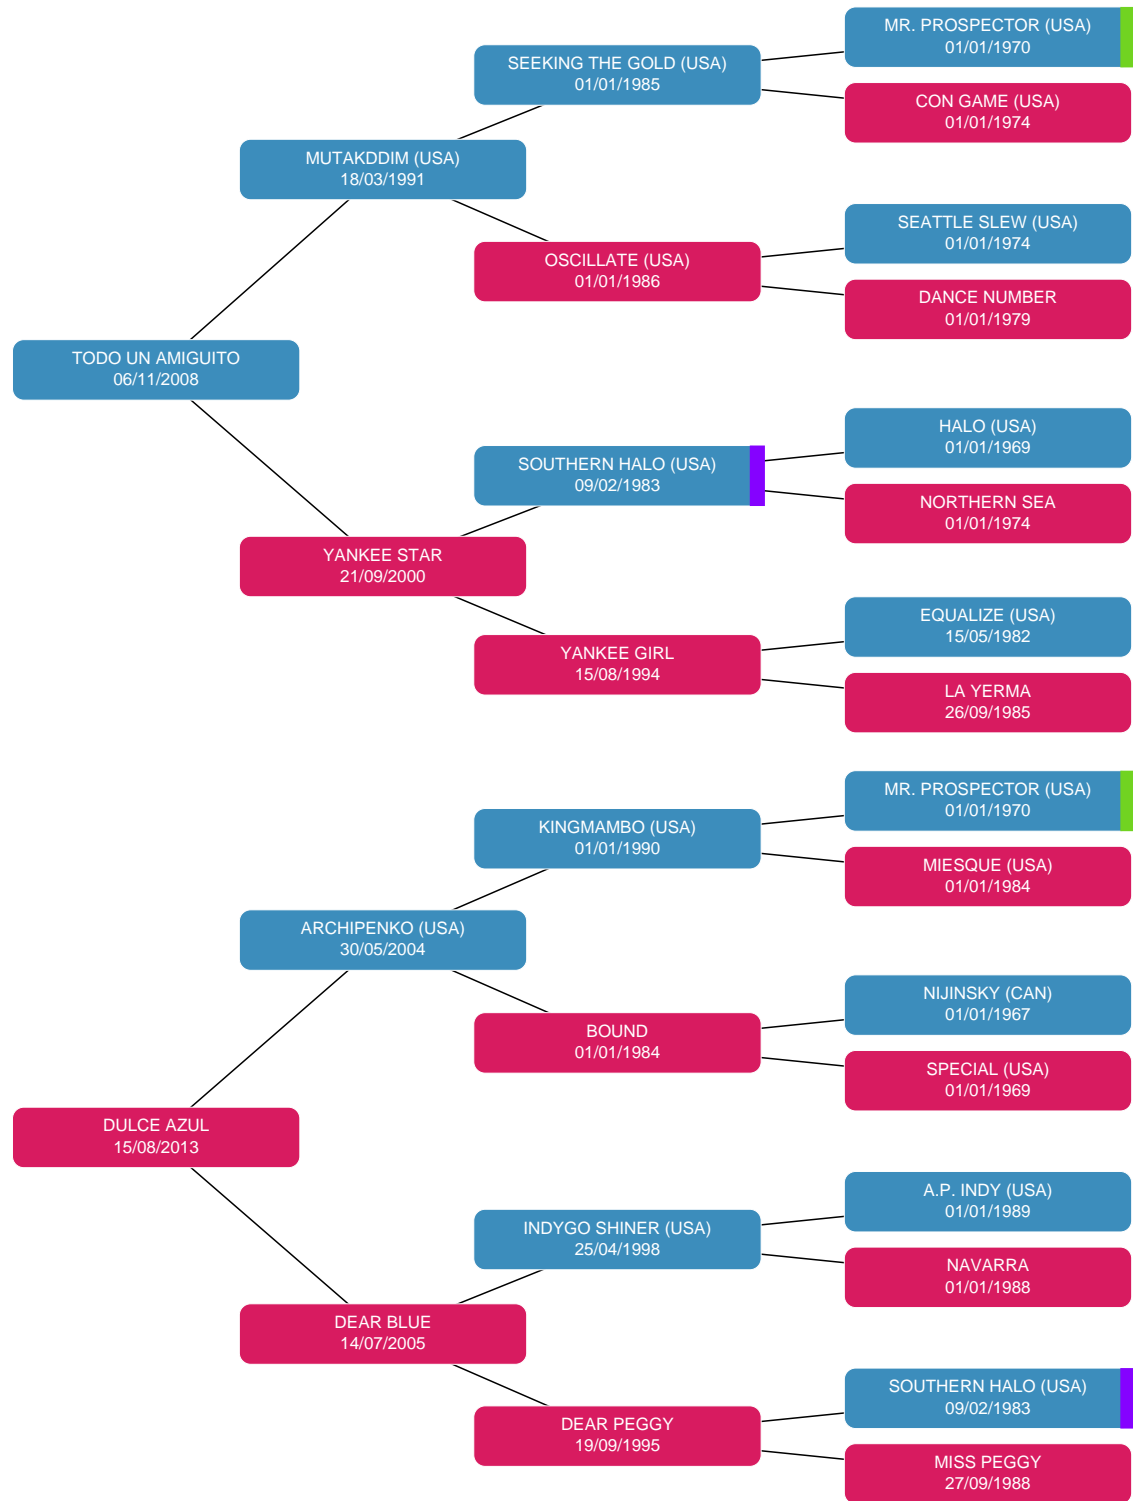 MR. PROSPECTOR (USA)
01/01/1970
SEEKING THE GOLD (USA)
01/01/1985
CON GAME (USA)
01/01/1974
MUTAKDDIM (USA)
18/03/1991
SEATTLE SLEW (USA)
01/01/1974
OSCILLATE (USA)
01/01/1986
DANCE NUMBER
01/01/1979
TODO UN AMIGUITO
06/11/2008
HALO (USA)
01/01/1969
SOUTHERN HALO (USA)
09/02/1983
NORTHERN SEA
01/01/1974
YANKEE STAR
21/09/2000
EQUALIZE (USA)
15/05/1982
YANKEE GIRL
15/08/1994
LA YERMA
26/09/1985
MR. PROSPECTOR (USA)
01/01/1970
KINGMAMBO (USA)
01/01/1990
MIESQUE (USA)
01/01/1984
ARCHIPENKO (USA)
30/05/2004
NIJINSKY (CAN)
01/01/1967
BOUND
01/01/1984
SPECIAL (USA)
01/01/1969
DULCE AZUL
15/08/2013
A.P. INDY (USA)
01/01/1989
INDYGO SHINER (USA)
25/04/1998
NAVARRA
01/01/1988
DEAR BLUE
14/07/2005
SOUTHERN HALO (USA)
09/02/1983
DEAR PEGGY
19/09/1995
MISS PEGGY
27/09/1988